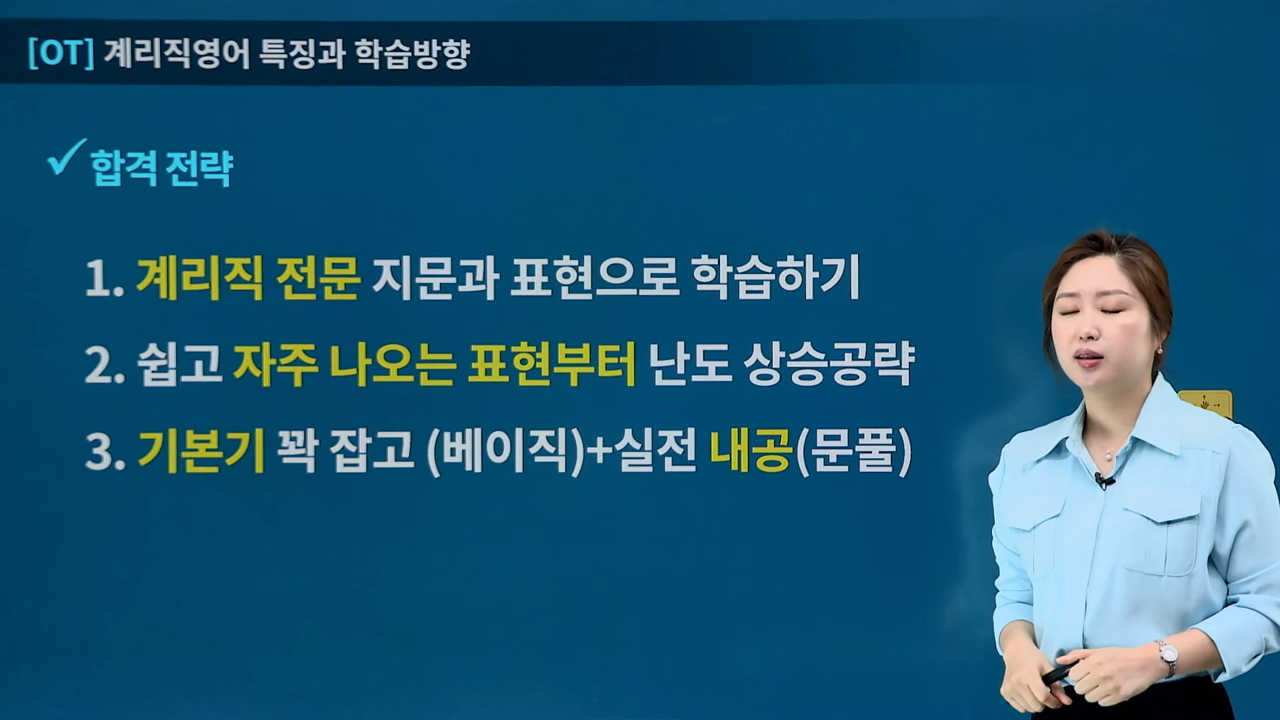 [OT] 계리직영어 특징과 학습방향
✓ 합격 전략
1. 계리직 전문 지문과 표현으로 학습하기
2. 쉽고 자주 나오는 표현부터 난도 상승공략
3. 기본기 꽉 잡고 (베이직)+실전 내공(문풀)